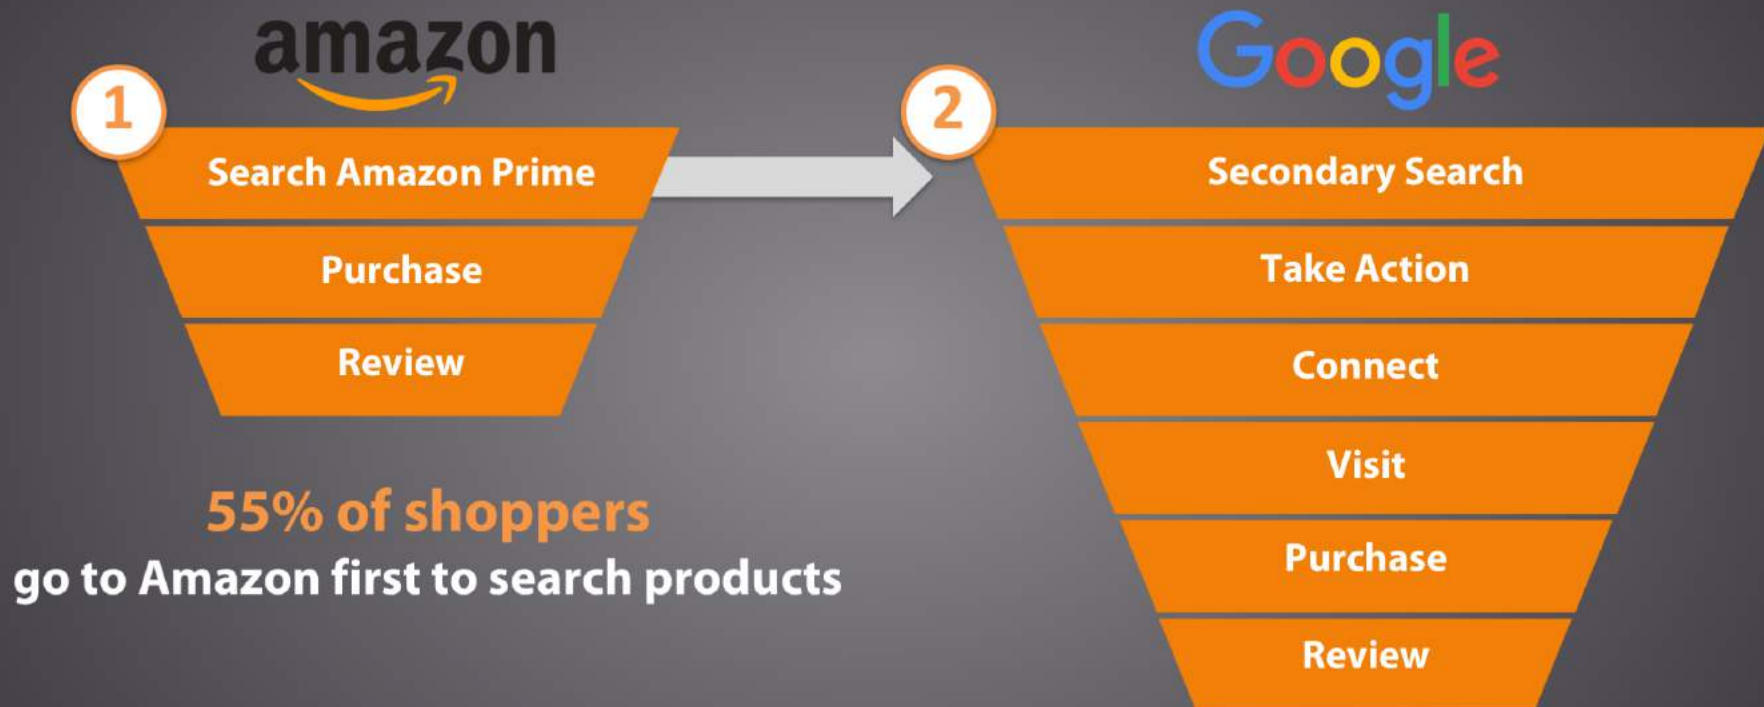 amazon
1
Search Amazon Prime
Purchase
Review
55% of shoppers
go to Amazon first to search products
Google
2
Secondary Search
Take Action
Connect
Visit
Purchase
Review